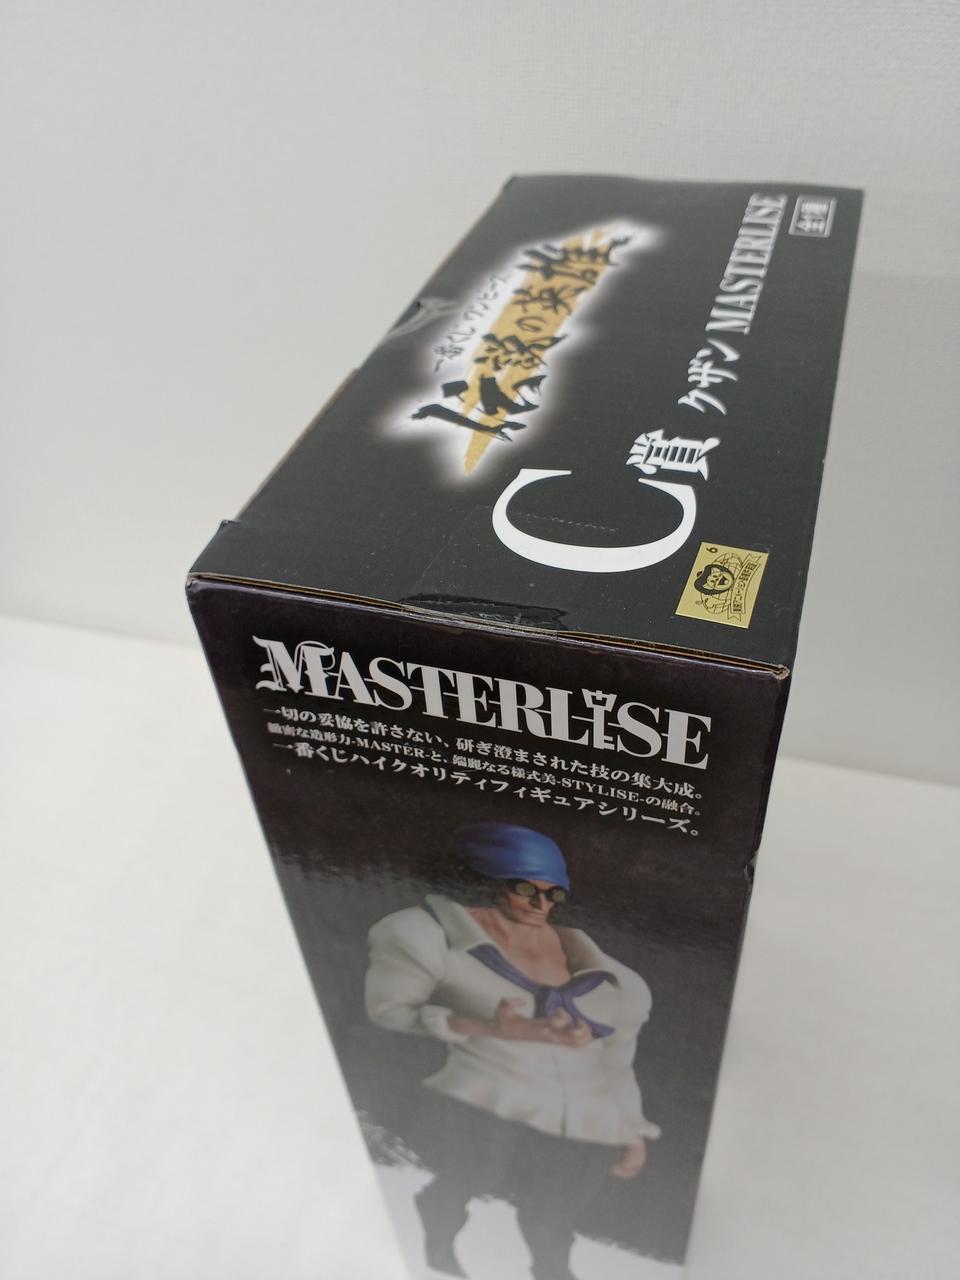 一番くじ ワンピース
伝説の英雄
C賞 クザン MASTERLISE
全1種
6
MASTERLISE
一切の妥協を許さない、研ぎ澄まされた技の集大成。
緻密な造形力-MASTER-と、端麗なる様式美-STYLISE-の融合。
一番くじハイクオリティフィギュアシリーズ。